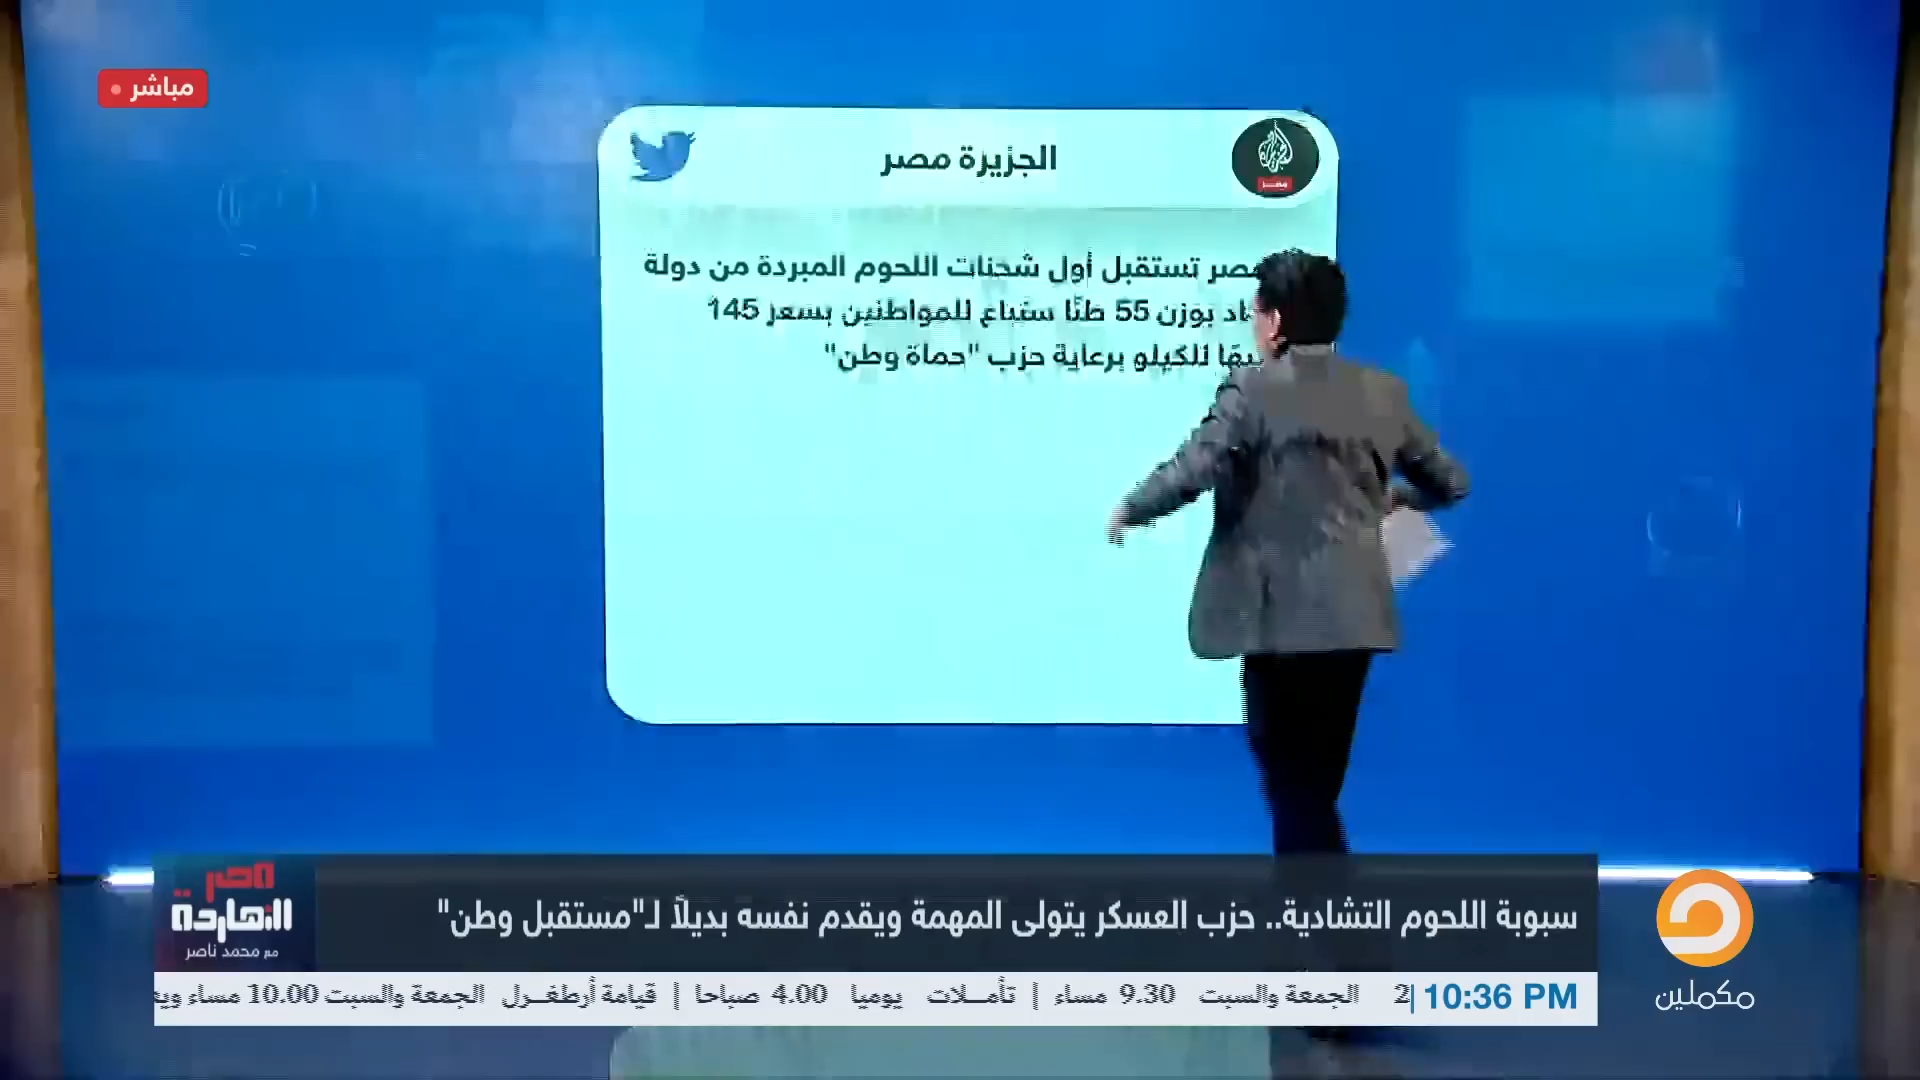 مباشر
الجزيرة مصر
مصر
مصر تستقبل أول شحنات اللحوم المبردة من دولة
بوزن 55 طنًا ستباع للمواطنين بسعر 145
للكيلو برعاية حزب "حماة وطن"
سبوبة اللحوم التشادية.. حزب العسكر يتولى المهمة ويقدم نفسه بديلاً لـ"مستقبل وطن"
مصر
النهاردة
مع محمد ناصر
10:36 PM
2 | الجمعة والسبت 9.30 مساء | تأمـــلات يوميا 4.00 صباحا | قيامة أرطغــرل الجمعة والسبت 10.00 مساء
مكملين